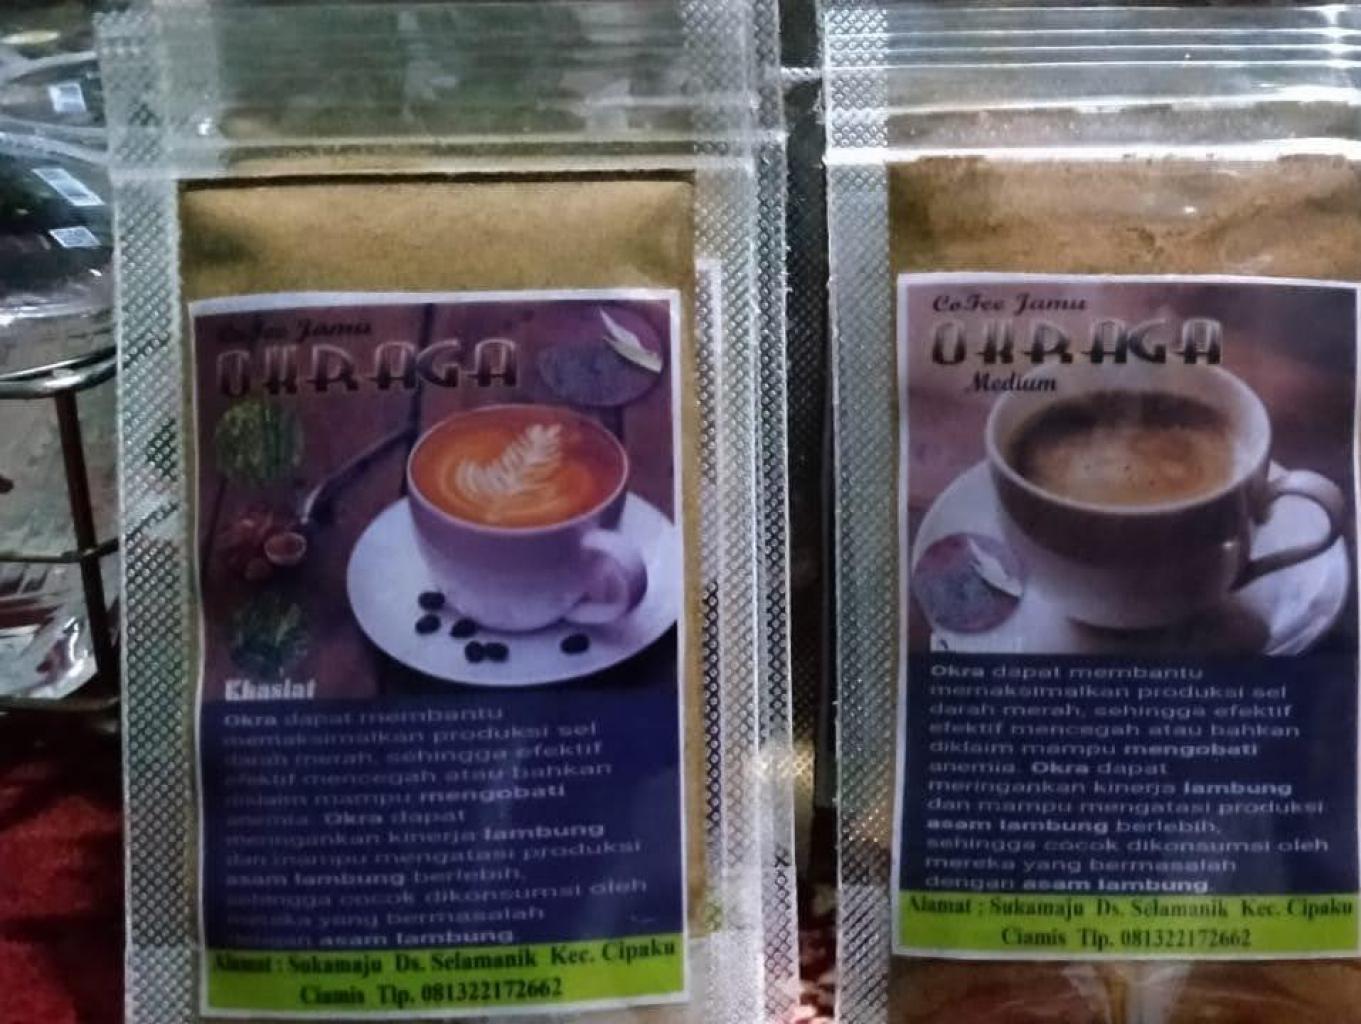 CoFee Jamu
OKRAGA
Khasiat
Okra dapat membantu
memaksimalkan produksi sel
darah merah, sehingga efektif
efektif mencegah atau bahkan
diklaim mampu mengobati
anemia. Okra dapat
meringankan kinerja lambung
dan mampu mengatasi produksi
asam lambung berlebih,
sehingga cocok dikonsumsi oleh
mereka yang bermasalah
dengan asam lambung.
Alamat : Sukamaju Ds. Selamanik Kec. Cipaku
Ciamis Tlp. 081322172662
CoFee Jamu
OKRAGA
Medium
Okra dapat membantu
memaksimalkan produksi sel
darah merah, sehingga efektif
efektif mencegah atau bahkan
diklaim mampu mengobati
anemia. Okra dapat
meringankan kinerja lambung
dan mampu mengatasi produksi
asam lambung berlebih,
sehingga cocok dikonsumsi oleh
mereka yang bermasalah
dengan asam lambung
Alamat : Sukamaju Ds. Selamanik Kec. Cipaku
Ciamis Tlp. 081322172662